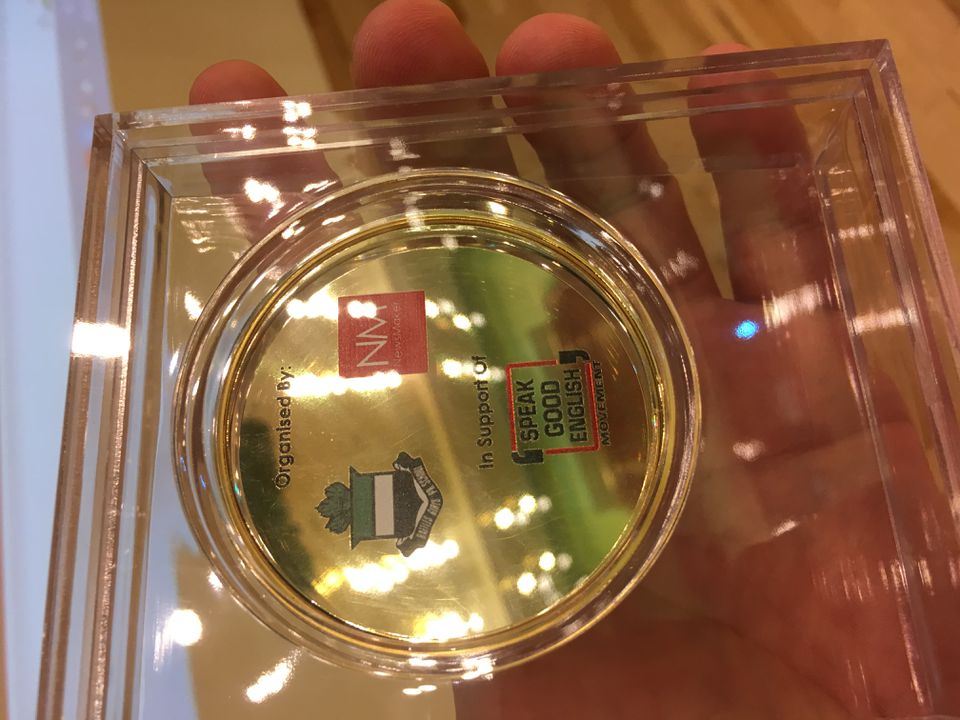 Organised By:
NM
NewsMaker
In Support Of
SPEAK
GOOD
ENGLISH
MOVEMENT